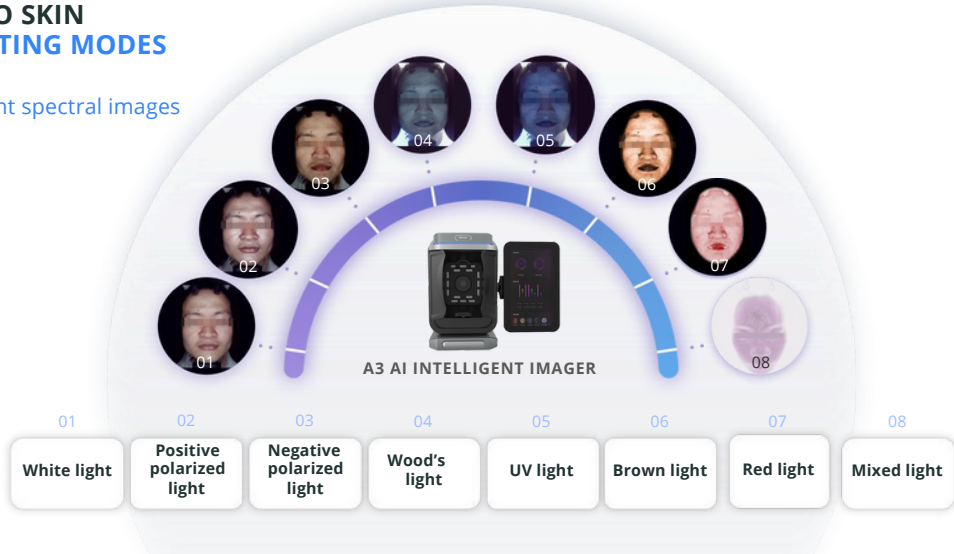 O SKIN
TING MODES
nt spectral images
04
05
03
06
02
07
01
08
A3 AI INTELLIGENT IMAGER
01
02
03
04
05
06
07
08
White light
Positive
polarized
light
Negative
polarized
light
Wood's
light
UV light
Brown light
Red light
Mixed light